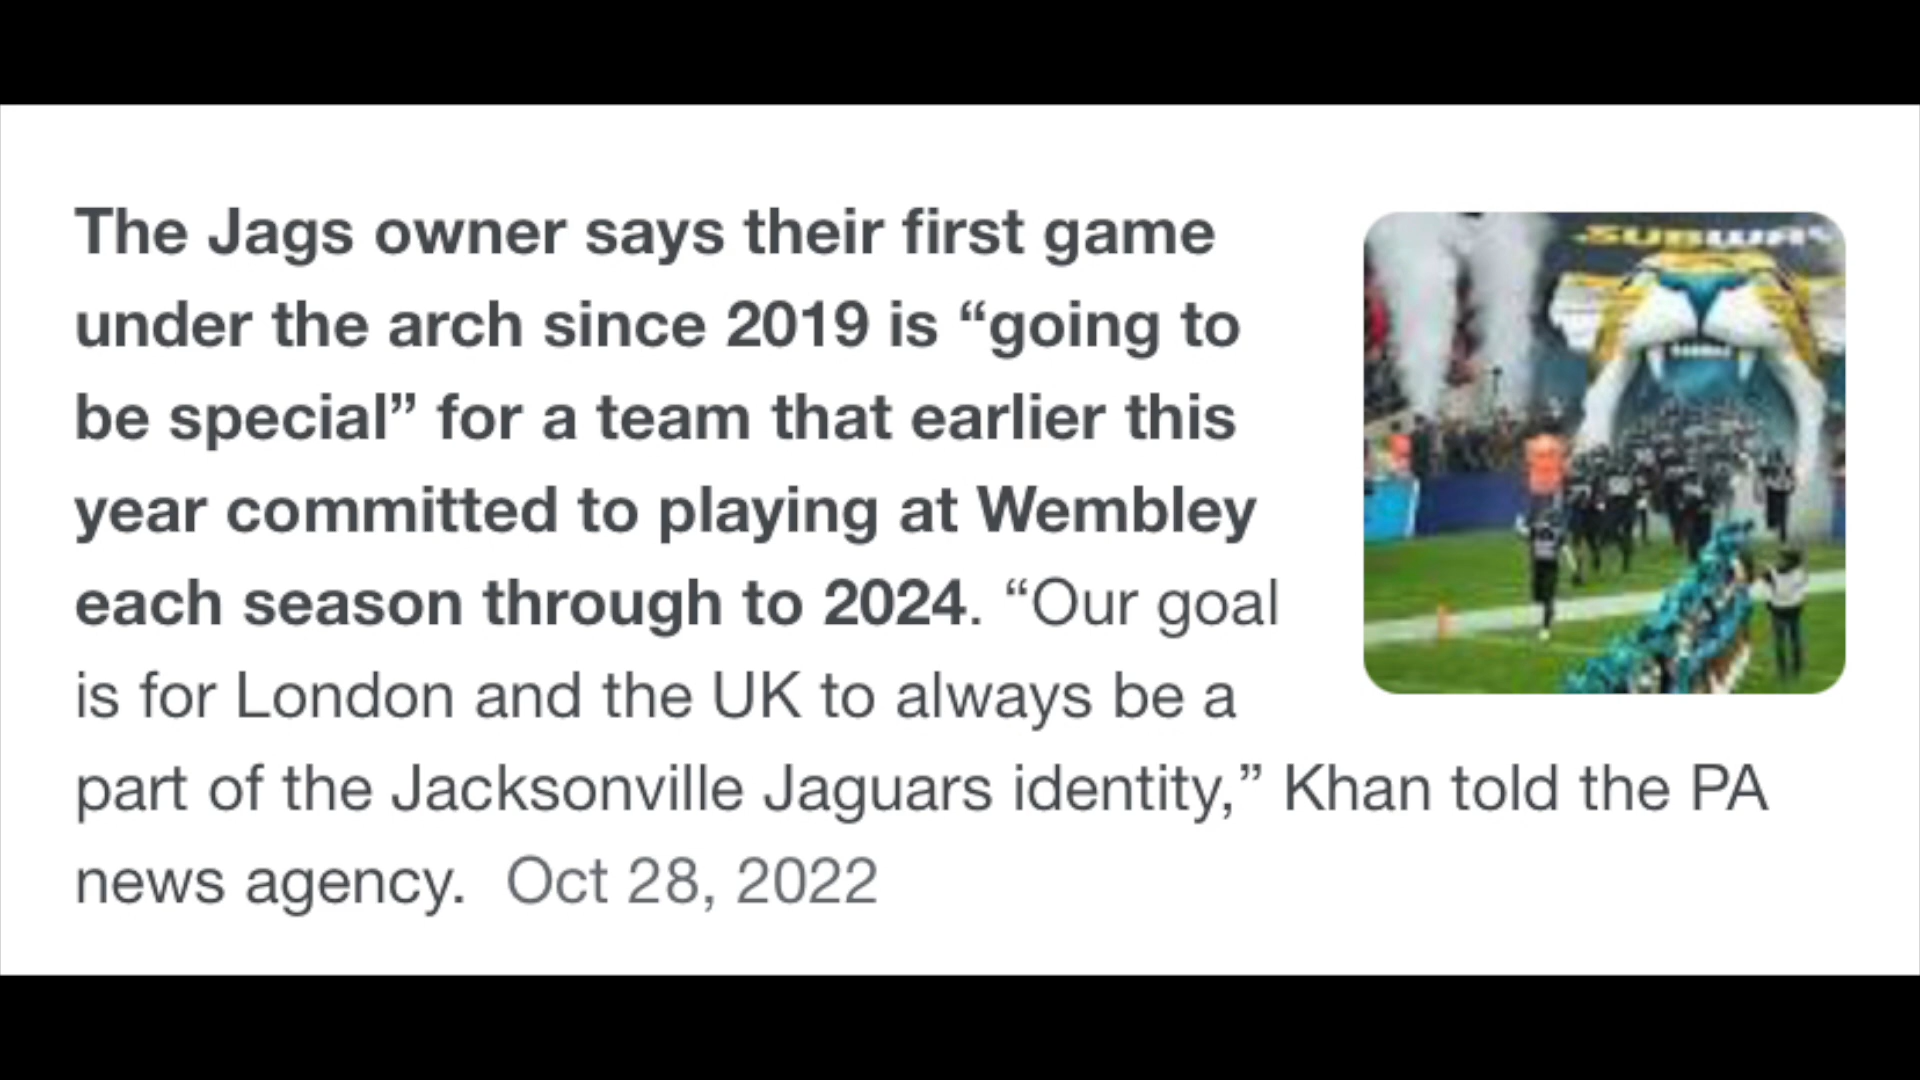 The Jags owner says their first game
under the arch since 2019 is “going to
be special” for a team that earlier this
year committed to playing at Wembley
each season through to 2024. “Our goal
is for London and the UK to always be a
part of the Jacksonville Jaguars identity,” Khan told the PA
news agency. Oct 28, 2022
SUBWAY